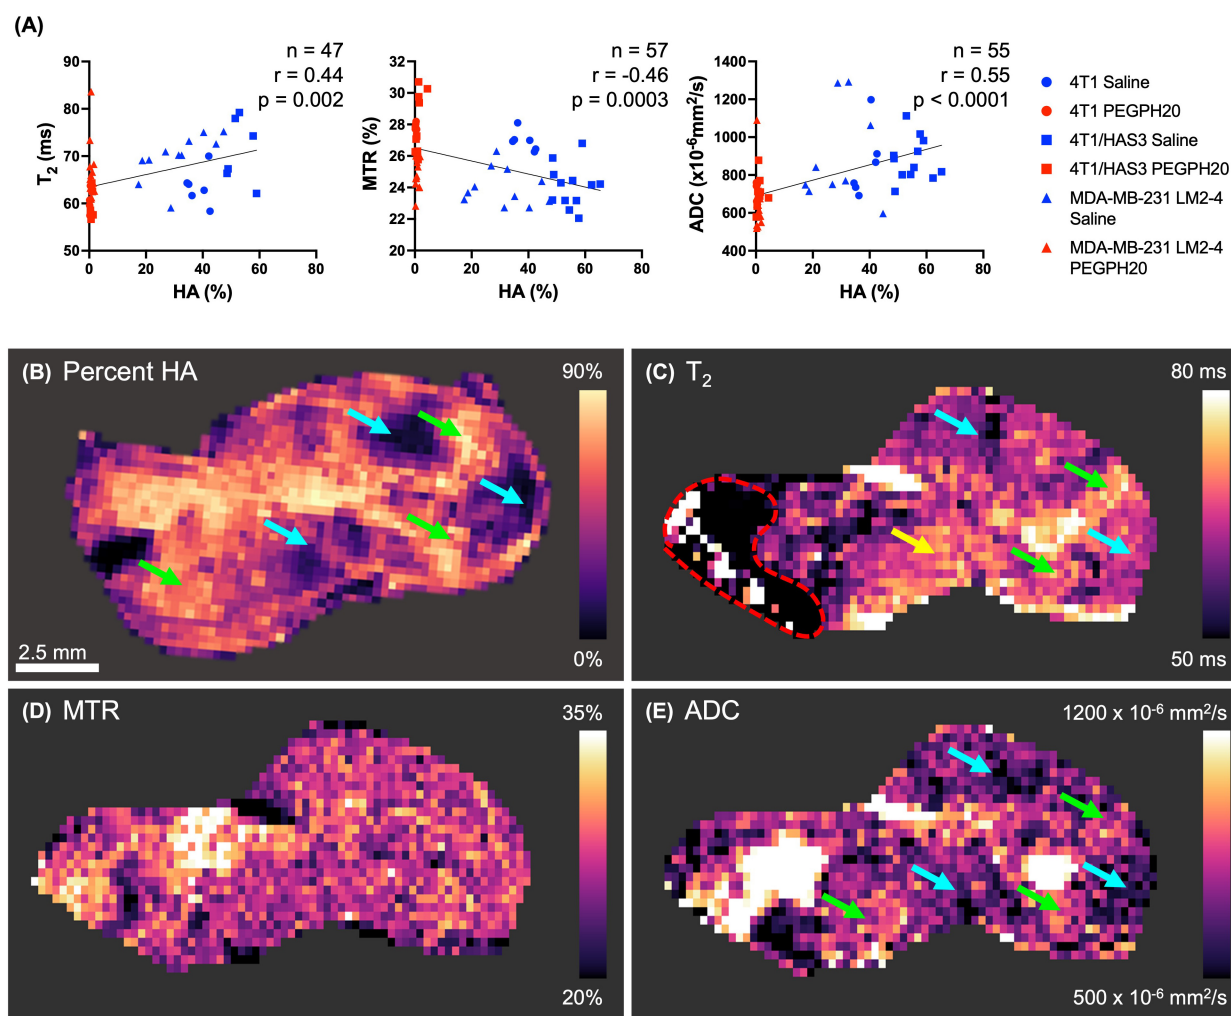 (A)
n = 47
r = 0.44
p = 0.002
T2 (ms)
90
80
70
60
50
0 20 40 60 80
HA (%)
n = 57
r = -0.46
p = 0.0003
MTR (%)
32
30
28
26
24
22
20
0 20 40 60 80
HA (%)
n = 55
r = 0.55
p < 0.0001
ADC (x10-6mm2/s)
1400
1200
1000
800
600
400
0 20 40 60 80
HA (%)
4T1 Saline
4T1 PEGPH20
4T1/HAS3 Saline
4T1/HAS3 PEGPH20
MDA-MB-231 LM2-4
Saline
MDA-MB-231 LM2-4
PEGPH20
(B) Percent HA
90%
0%
2.5 mm
(C) T2
80 ms
50 ms
(D) MTR
35%
20%
(E) ADC
1200 x 10-6 mm2/s
500 x 10-6 mm2/s